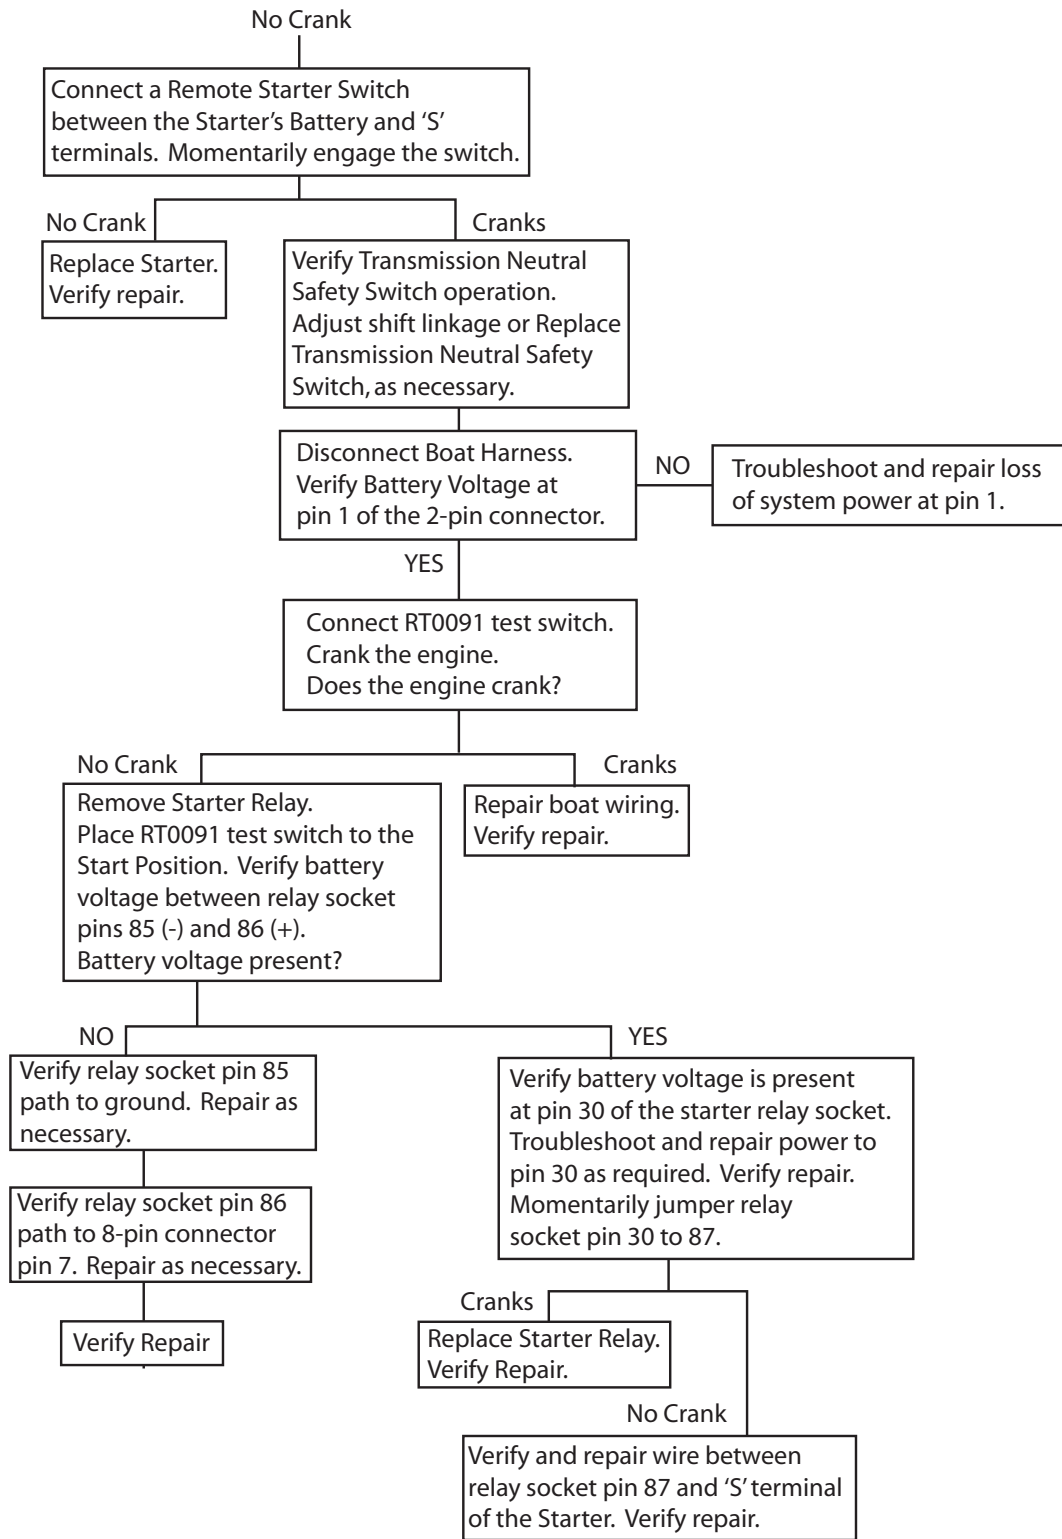 No Crank
Connect a Remote Starter Switch
between the Starter’s Battery and ‘S’
terminals. Momentarily engage the switch.
No Crank
Replace Starter.
Verify repair.
Cranks
Verify Transmission Neutral
Safety Switch operation.
Adjust shift linkage or Replace
Transmission Neutral Safety
Switch, as necessary.
Disconnect Boat Harness.
Verify Battery Voltage at
pin 1 of the 2-pin connector.
NO
Troubleshoot and repair loss
of system power at pin 1.
YES
Connect RT0091 test switch.
Crank the engine.
Does the engine crank?
No Crank
Remove Starter Relay.
Place RT0091 test switch to the
Start Position. Verify battery
voltage between relay socket
pins 85 (-) and 86 (+).
Battery voltage present?
Cranks
Repair boat wiring.
Verify repair.
NO
Verify relay socket pin 85
path to ground. Repair as
necessary.
Verify relay socket pin 86
path to 8-pin connector
pin 7. Repair as necessary.
Verify Repair
YES
Verify battery voltage is present
at pin 30 of the starter relay socket.
Troubleshoot and repair power to
pin 30 as required. Verify repair.
Momentarily jumper relay
socket pin 30 to 87.
Cranks
Replace Starter Relay.
Verify Repair.
No Crank
Verify and repair wire between
relay socket pin 87 and ‘S’ terminal
of the Starter. Verify repair.